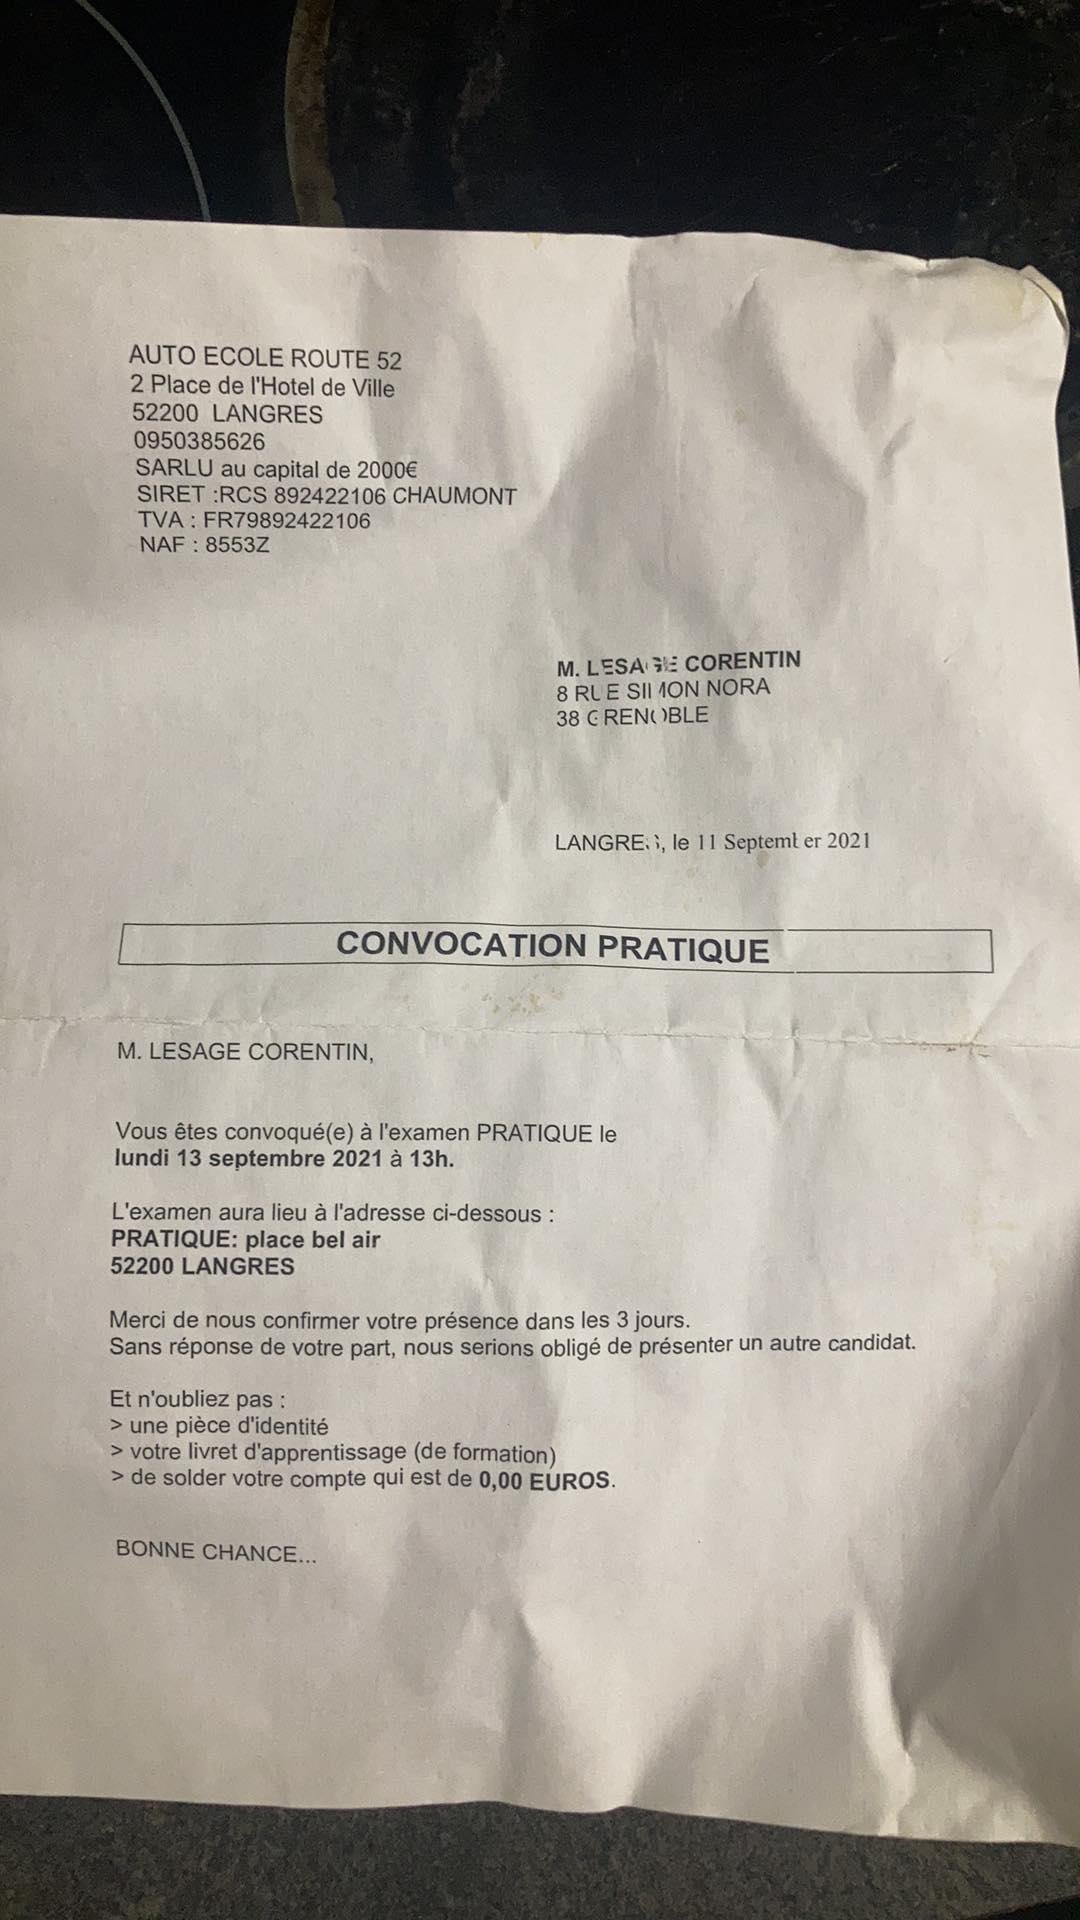 AUTO ECOLE ROUTE 52
2 Place de l'Hotel de Ville
52200 LANGRES
0950385626
SARLU au capital de 2000€
SIRET :RCS 892422106 CHAUMONT
TVA : FR79892422106
NAF : 8553Z
M. LESAGE CORENTIN
8 RUE SIMON NORA
38 GRENOBLE
LANGRES, le 11 September 2021
CONVOCATION PRATIQUE
M. LESAGE CORENTIN,
Vous êtes convoqué(e) à l'examen PRATIQUE le
lundi 13 septembre 2021 à 13h.
L'examen aura lieu à l'adresse ci-dessous :
PRATIQUE: place bel air
52200 LANGRES
Merci de nous confirmer votre présence dans les 3 jours.
Sans réponse de votre part, nous serions obligé de présenter un autre candidat.
Et n'oubliez pas :
> une pièce d'identité
> votre livret d'apprentissage (de formation)
> de solder votre compte qui est de 0,00 EUROS.
BONNE CHANCE...